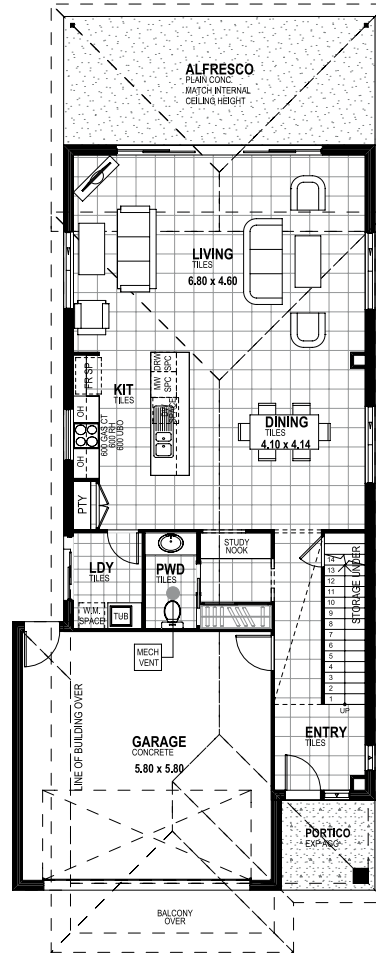 ALFRESCO
PLAIN CONC.
MATCH INTERNAL
CEILING HEIGHT
LIVING
TILES
6.80 x 4.60
FR SP
KIT
TILES
MW DRW
SPC SPC
SPACE
OH
600 GAS CT
600 RH
600 UBO
OH
DINING
TILES
4.10 x 4.14
PTY
LDY
TILES
W.M.
SPACE
TUB
PWD
TILES
STUDY
NOOK
STORAGE UNDER
14
13
12
11
10
9
8
7
6
5
4
3
2
1
UP
MECH
VENT
ENTRY
TILES
LINE OF BUILDING OVER
GARAGE
CONCRETE
5.80 x 5.80
PORTICO
EXP AGG
BALCONY
OVER